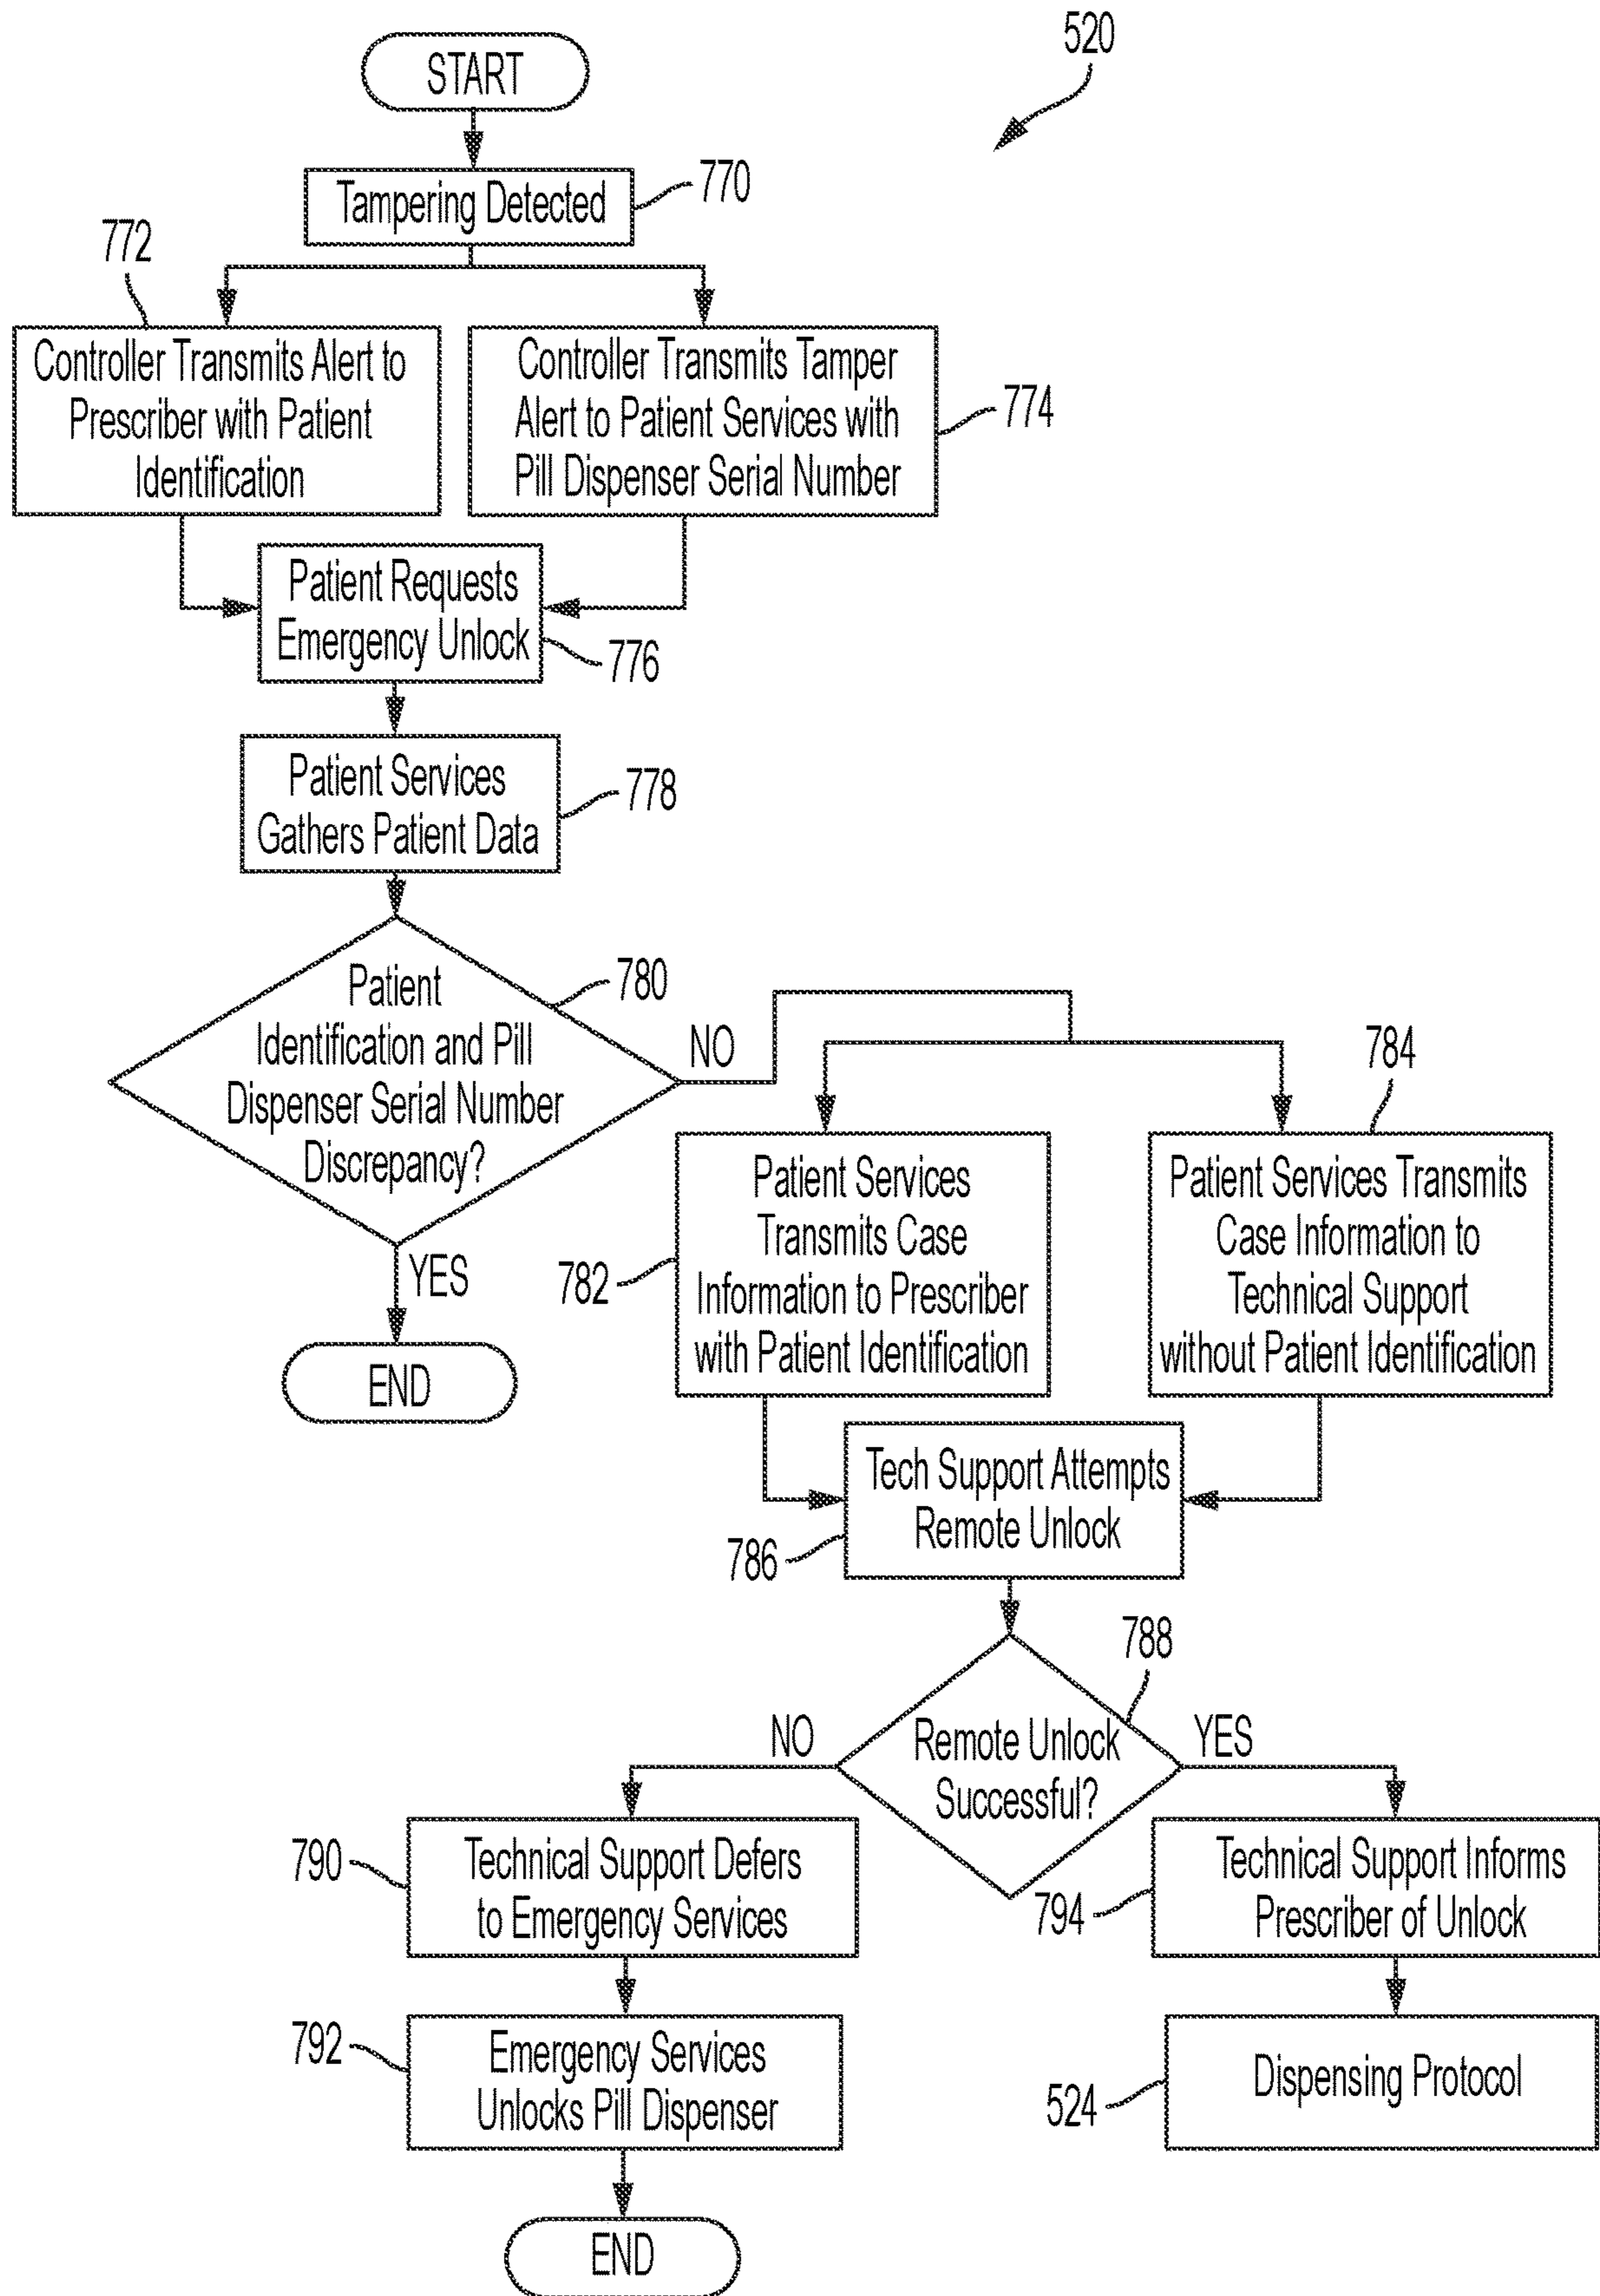 520
START
Tampering Detected
770
772
Controller Transmits Alert to
Prescriber with Patient
Identification
Controller Transmits Tamper
Alert to Patient Services with
Pill Dispenser Serial Number
774
Patient Requests
Emergency Unlock
776
Patient Services
Gathers Patient Data
778
Patient
Identification and Pill
Dispenser Serial Number
Discrepancy?
780
NO
YES
END
782
Patient Services
Transmits Case
Information to Prescriber
with Patient Identification
784
Patient Services Transmits
Case Information to
Technical Support
without Patient Identification
Tech Support Attempts
Remote Unlock
786
788
Remote Unlock
Successful?
NO
YES
790
Technical Support Defers
to Emergency Services
794
Technical Support Informs
Prescriber of Unlock
792
Emergency Services
Unlocks Pill Dispenser
524
Dispensing Protocol
END